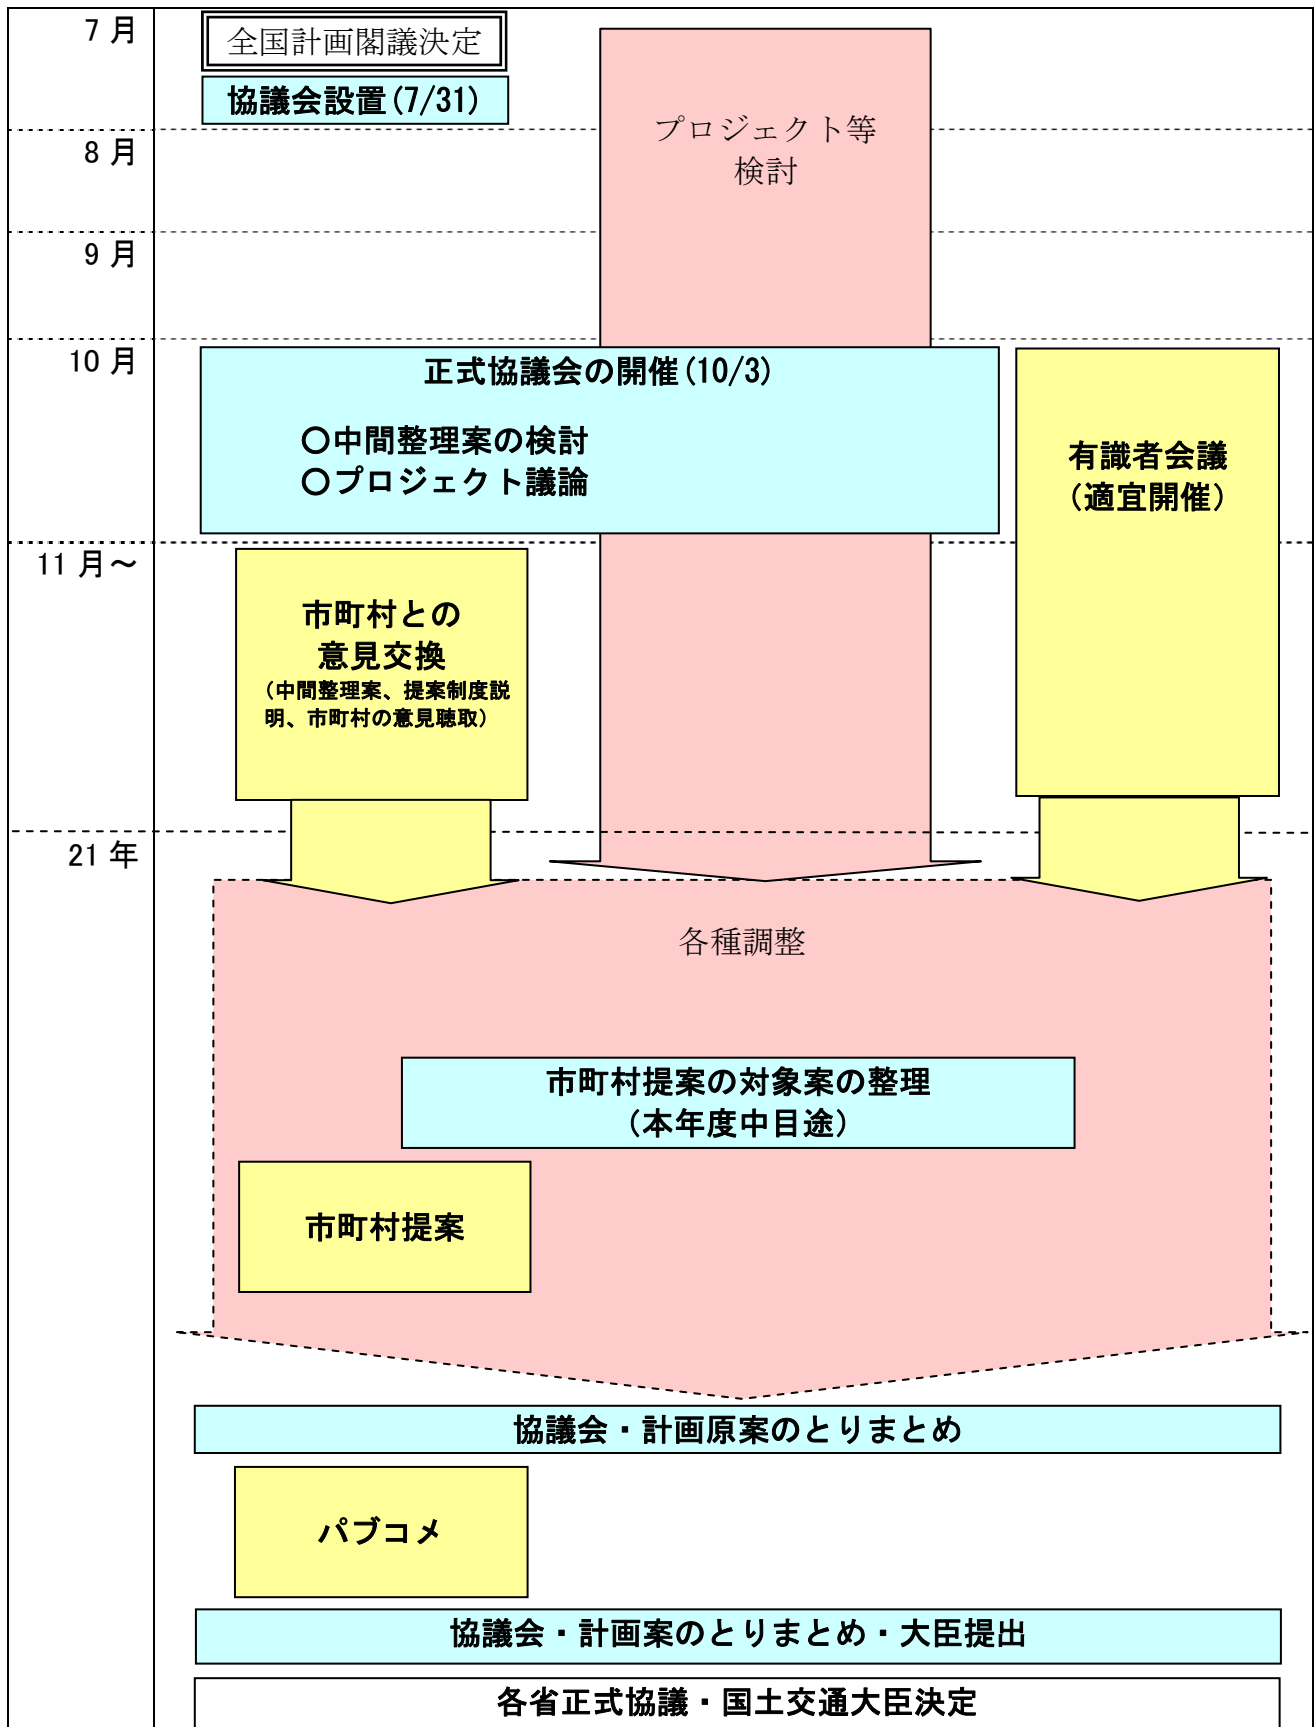 7 月
全国計画閣議決定
協議会設置(7/31)
プロジェクト等
検討
8 月
9 月
10 月
正式協議会の開催(10/3)
○中間整理案の検討
○プロジェクト議論
有識者会議
（適宜開催）
11 月～
市町村との
意見交換
（中間整理案、提案制度説
明、市町村の意見聴取）
21 年
各種調整
市町村提案の対象案の整理
（本年度中目途）
市町村提案
協議会・計画原案のとりまとめ
パブコメ
協議会・計画案のとりまとめ・大臣提出
各省正式協議・国土交通大臣決定